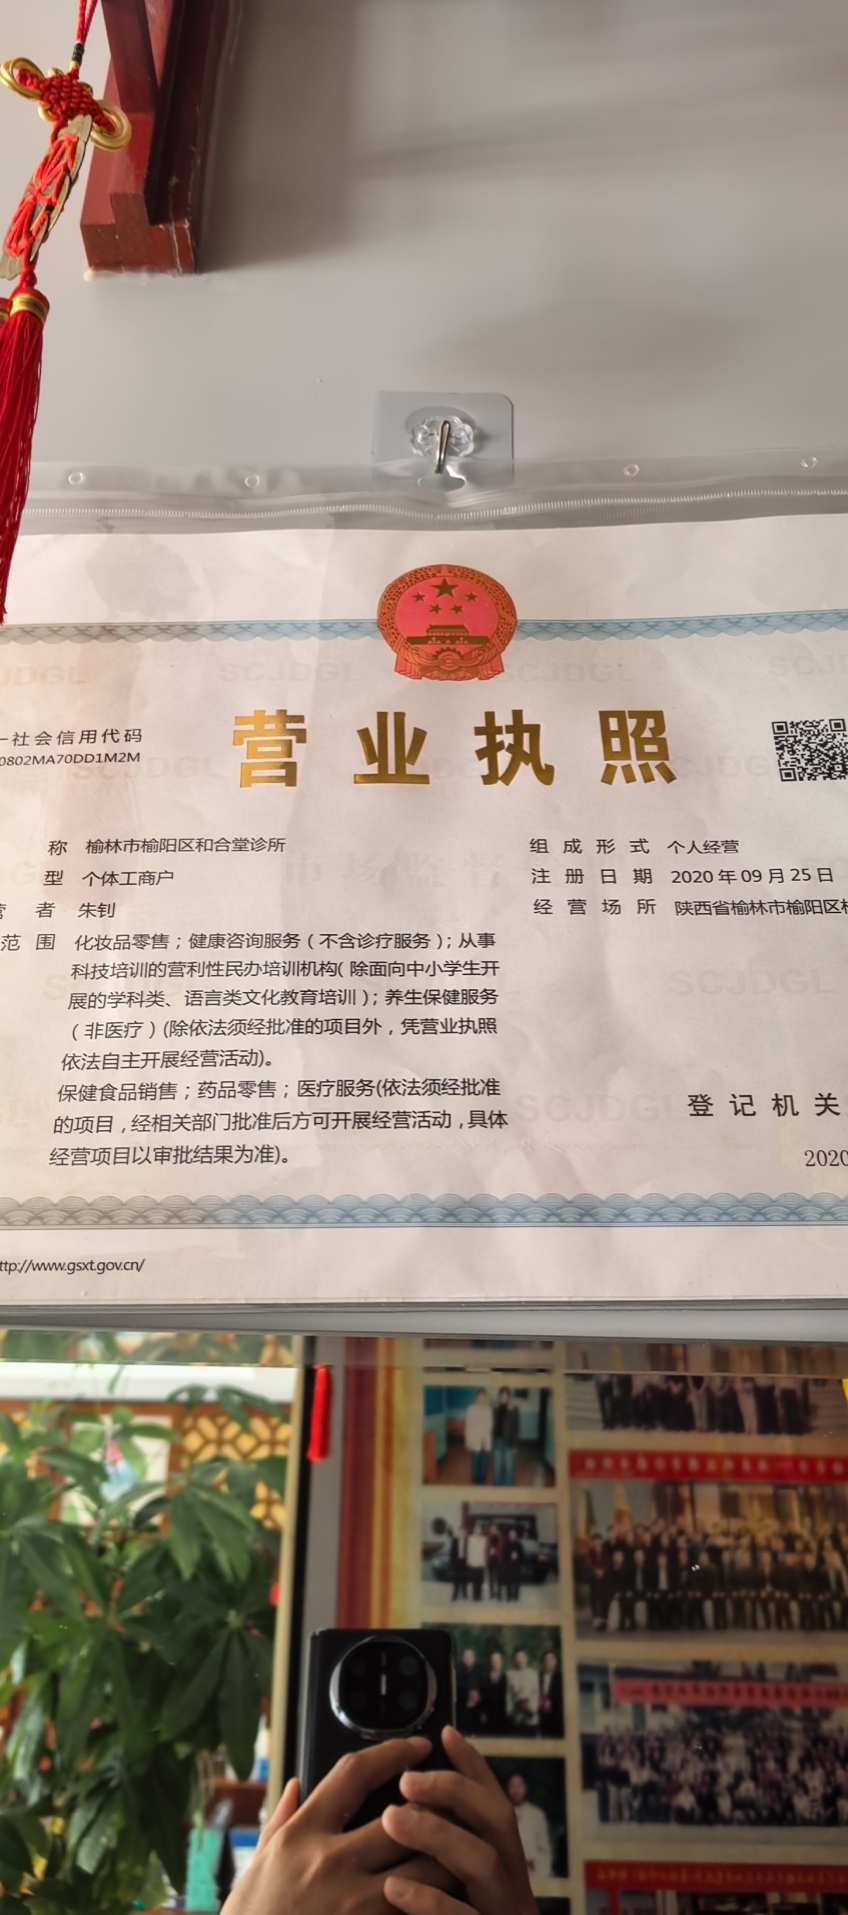 一社会信用代码
0802MA70DD1M2M
营业执照
称 榆林市榆阳区和合堂诊所
型 个体工商户
者 朱钊
范围 化妆品零售；健康咨询服务（不含诊疗服务）；从事
科技培训的营利性民办培训机构( 除面向中小学生开
展的学科类、语言类文化教育培训）；养生保健服务
（非医疗）(除依法须经批准的项目外，凭营业执照
依法自主开展经营活动)。
保健食品销售；药品零售；医疗服务(依法须经批准
的项目，经相关部门批准后方可开展经营活动，具体
经营项目以审批结果为准)。
组成形式 个人经营
注册日期 2020 年 09 月 25 日
经营场所 陕西省榆林市榆阳区
登记机关
2020
ttp://www.gsxt.gov.cn/
SCJDGL
市场监督